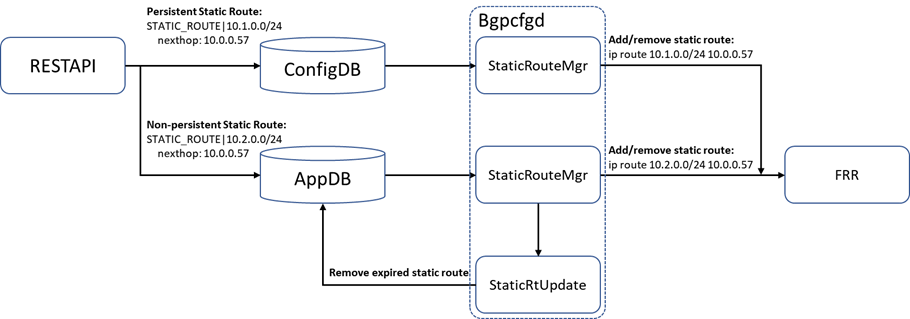 Persistent Static Route:
STATIC_ROUTE|10.1.0.0/24
nexthop: 10.0.0.57
Bgpcfgd
RESTAPI
ConfigDB
StaticRouteMgr
Add/remove static route:
ip route 10.1.0.0/24 10.0.0.57
Non-persistent Static Route:
STATIC_ROUTE|10.2.0.0/24
nexthop: 10.0.0.57
AppDB
StaticRouteMgr
Add/remove static route:
ip route 10.2.0.0/24 10.0.0.57
FRR
Remove expired static route
StaticRtUpdate